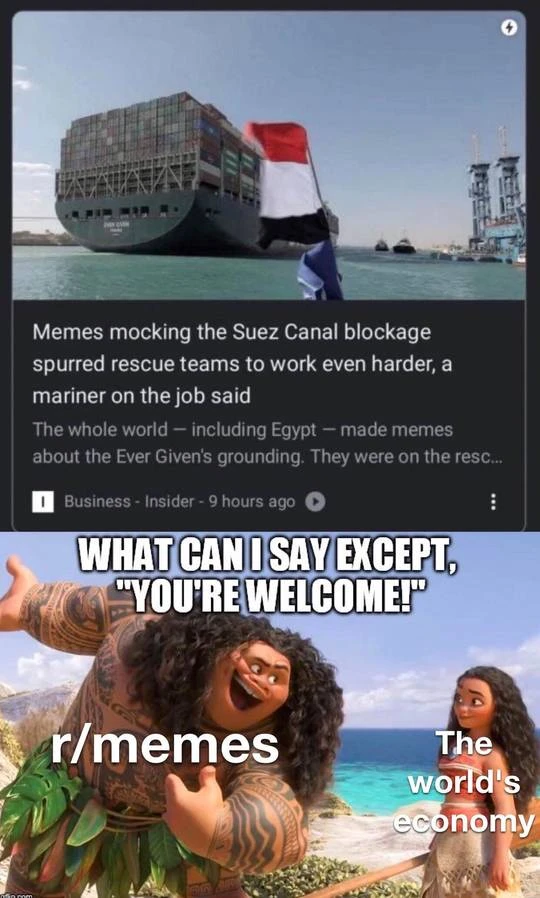 Memes mocking the Suez Canal blockage
spurred rescue teams to work even harder, a
mariner on the job said
The whole world — including Egypt — made memes
about the Ever Given's grounding. They were on the resc...
I Business - Insider - 9 hours ago
WHAT CAN I SAY EXCEPT,
"YOU'RE WELCOME!"
r/memes
The
world's
economy